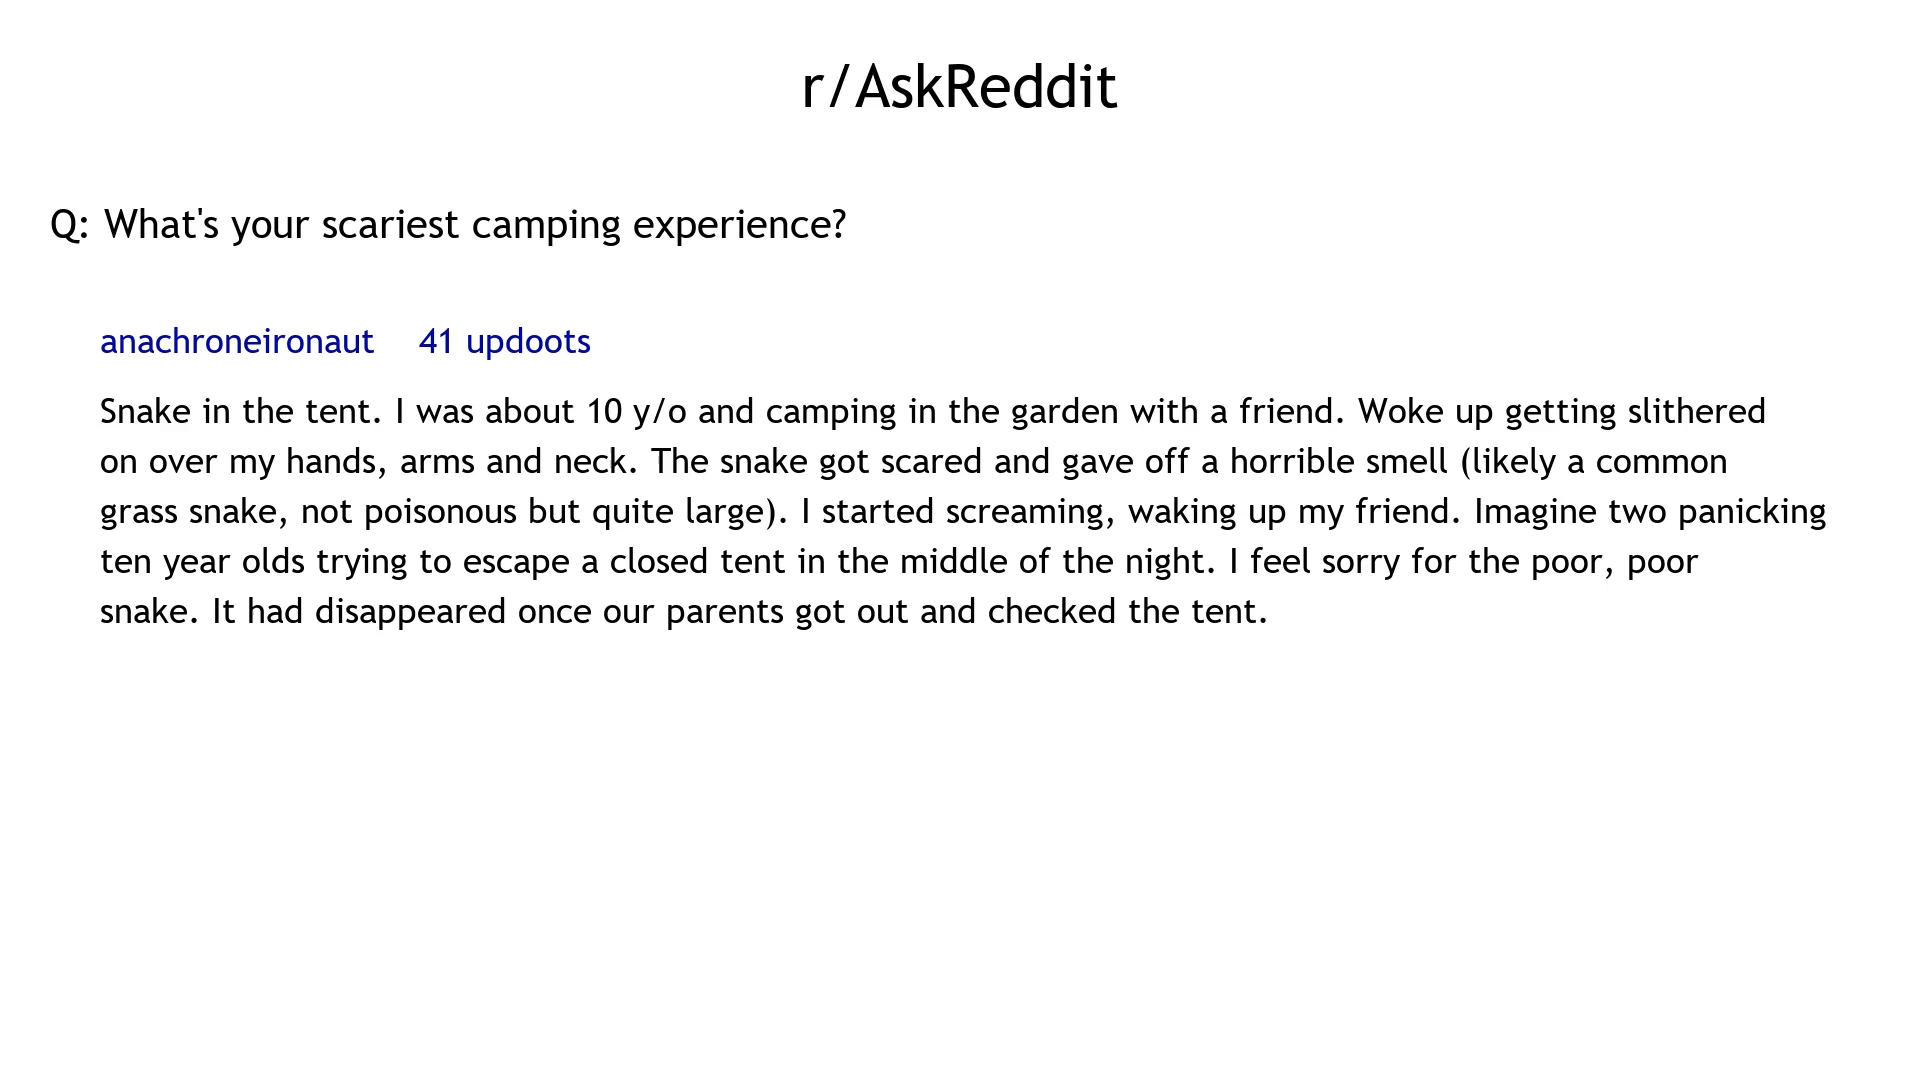 r/AskReddit
Q: What's your scariest camping experience?
anachroneironaut 41 updoots
Snake in the tent. I was about 10 y/o and camping in the garden with a friend. Woke up getting slithered
on over my hands, arms and neck. The snake got scared and gave off a horrible smell (likely a common
grass snake, not poisonous but quite large). I started screaming, waking up my friend. Imagine two panicking
ten year olds trying to escape a closed tent in the middle of the night. I feel sorry for the poor, poor
snake. It had disappeared once our parents got out and checked the tent.